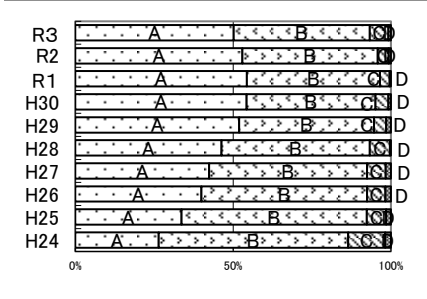 R3 A B C D
R2 A B C D
R1 A B C D
H30 A B C D
H29 A B C D
H28 A B C D
H27 A B C D
H26 A B C D
H25 A B C D
H24 A B C D
0% 50% 100%